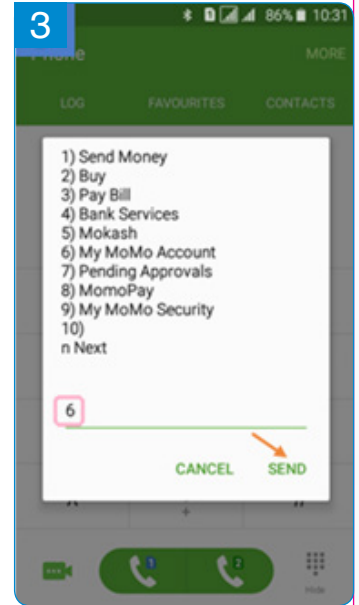 3
86% 10:31
Phone
MORE
LOG FAVOURITES CONTACTS
1) Send Money
2) Buy
3) Pay Bill
4) Bank Services
5) Mokash
6) My MoMo Account
7) Pending Approvals
8) MomoPay
9) My MoMo Security
10)
n Next
6
CANCEL SEND
1 2
Hide